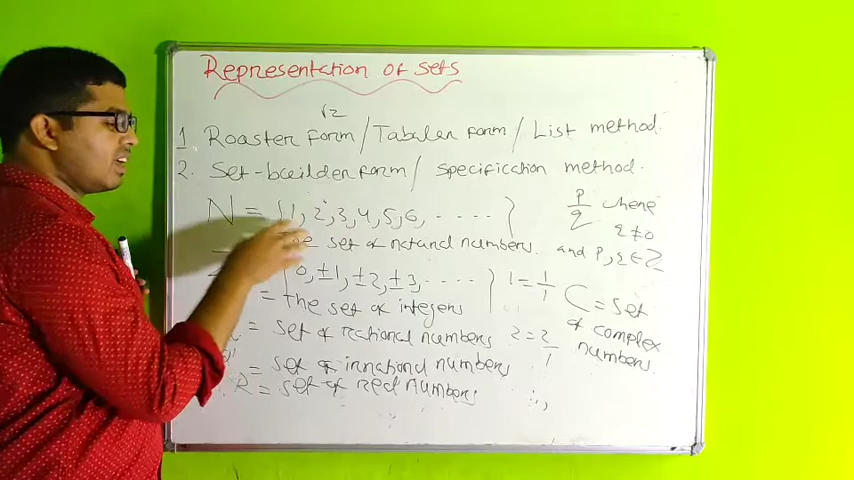 Representation of sets
√2
1 Roaster form / Tabular form / List method.
2. Set-builder form / specification method.
N = {1, 2, 3, 4, 5, 6, ..... }
the set of natural numbers.
p/q where
q≠0
and p, q ∈ Z
{0, ±1, ±2, ±3, ..... }
= the set of integers
1 = 1/1
= set of rational numbers
2 = 2/1
= set of irrational numbers
R = set of real numbers
C = set
of complex
numbers.